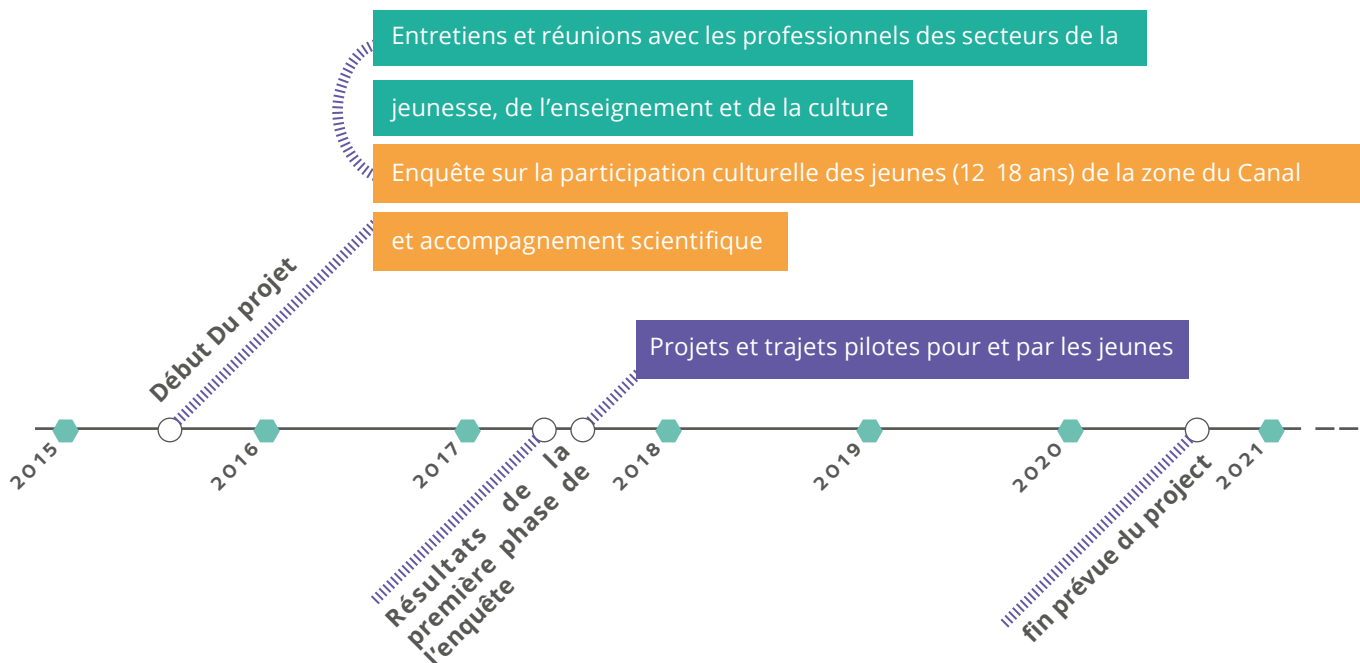 Entretiens et réunions avec les professionnels des secteurs de la
jeunesse, de l’enseignement et de la culture
Enquête sur la participation culturelle des jeunes (12 18 ans) de la zone du Canal
et accompagnement scientifique
Début Du projet
Projets et trajets pilotes pour et par les jeunes
2015
2016
2017
2018
2019
2020
2021
Résultats de la
première phase de
l’enquête
fin prévue du project